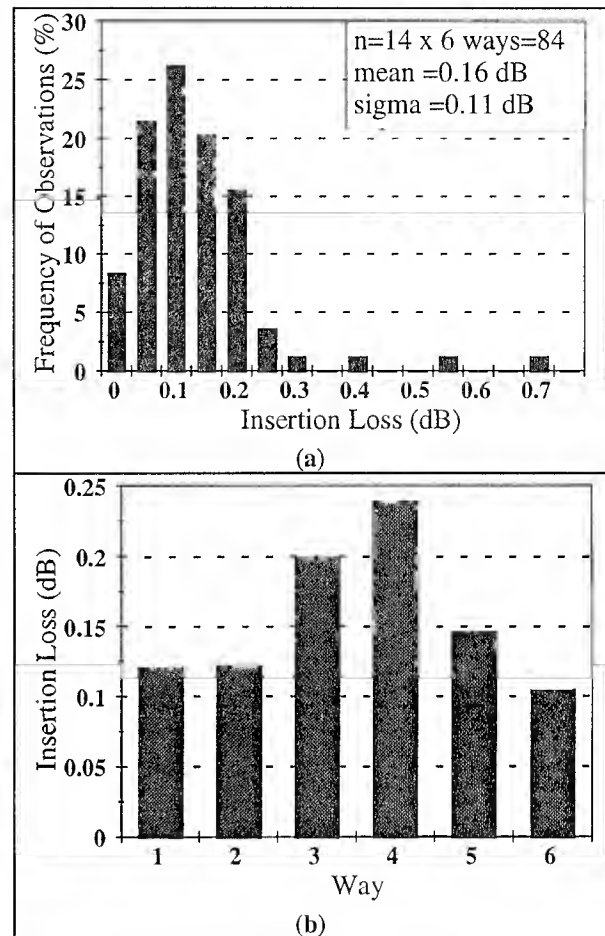 Frequency of Observations (%)
30
25
20
15
10
5
0
n=14 x 6 ways=84
mean =0.16 dB
sigma =0.11 dB
0 0.1 0.2 0.3 0.4 0.5 0.6 0.7
Insertion Loss (dB)
(a)
Insertion Loss (dB)
0.25
0.2
0.15
0.1
0.05
0
1 2 3 4 5 6
Way
(b)